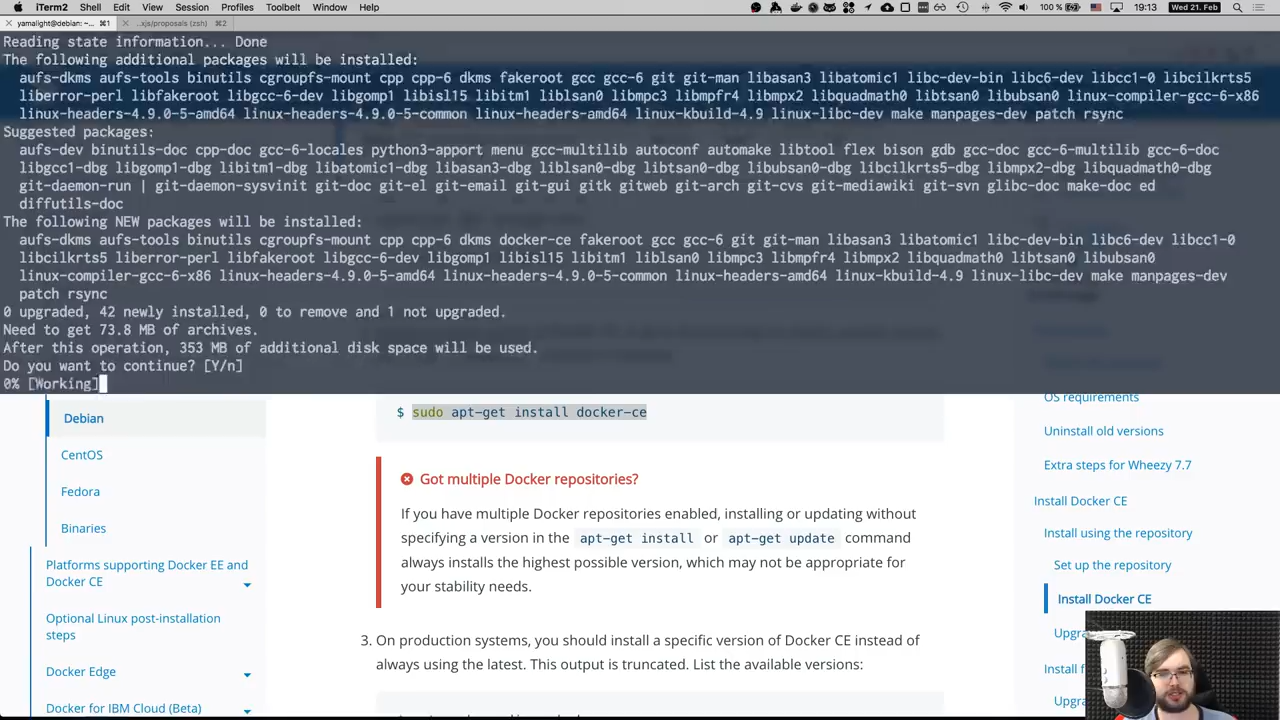 iTerm2 Shell Edit View Session Profiles Toolbelt Window Help 100 % 19:13 Wed 21. Feb
yamalight@debian: ~... ⌘1 ..xjs/proposals (zsh) ⌘2
Reading state information... Done
The following additional packages will be installed:
aufs-dkms aufs-tools binutils cgroupfs-mount cpp cpp-6 dkms fakeroot gcc gcc-6 git git-man libasan3 libatomic1 libc-dev-bin libc6-dev libcc1-0 libcilkrts5
liberror-perl libfakeroot libgcc-6-dev libgomp1 libisl15 libitm1 liblsan0 libmpc3 libmpfr4 libmpx2 libquadmath0 libtsan0 libubsan0 linux-compiler-gcc-6-x86
linux-headers-4.9.0-5-amd64 linux-headers-4.9.0-5-common linux-headers-amd64 linux-kbuild-4.9 linux-libc-dev make manpages-dev patch rsync
Suggested packages:
aufs-dev binutils-doc cpp-doc gcc-6-locales python3-apport menu gcc-multilib autoconf automake libtool flex bison gdb gcc-doc gcc-6-multilib gcc-6-doc
libgcc1-dbg libgomp1-dbg libitm1-dbg libatomic1-dbg libasan3-dbg liblsan0-dbg libtsan0-dbg libubsan0-dbg libcilkrts5-dbg libmpx2-dbg libquadmath0-dbg
git-daemon-run | git-daemon-sysvinit git-doc git-el git-email git-gui gitk gitweb git-arch git-cvs git-mediawiki git-svn glibc-doc make-doc ed
diffutils-doc
The following NEW packages will be installed:
aufs-dkms aufs-tools binutils cgroupfs-mount cpp cpp-6 dkms docker-ce fakeroot gcc gcc-6 git git-man libasan3 libatomic1 libc-dev-bin libc6-dev libcc1-0
libcilkrts5 liberror-perl libfakeroot libgcc-6-dev libgomp1 libisl15 libitm1 liblsan0 libmpc3 libmpfr4 libmpx2 libquadmath0 libtsan0 libubsan0
linux-compiler-gcc-6-x86 linux-headers-4.9.0-5-amd64 linux-headers-4.9.0-5-common linux-headers-amd64 linux-kbuild-4.9 linux-libc-dev make manpages-dev
patch rsync
0 upgraded, 42 newly installed, 0 to remove and 1 not upgraded.
Need to get 73.8 MB of archives.
After this operation, 353 MB of additional disk space will be used.
Do you want to continue? [Y/n]
0% [Working]
Debian
CentOS
Fedora
Binaries
Platforms supporting Docker EE and
Docker CE
Optional Linux post-installation
steps
Docker Edge
Docker for IBM Cloud (Beta)
$ sudo apt-get install docker-ce
Got multiple Docker repositories?
If you have multiple Docker repositories enabled, installing or updating without
specifying a version in the apt-get install or apt-get update command
always installs the highest possible version, which may not be appropriate for
your stability needs.
3. On production systems, you should install a specific version of Docker CE instead of
always using the latest. This output is truncated. List the available versions:
OS requirements
Uninstall old versions
Extra steps for Wheezy 7.7
Install Docker CE
Install using the repository
Set up the repository
Install Docker CE